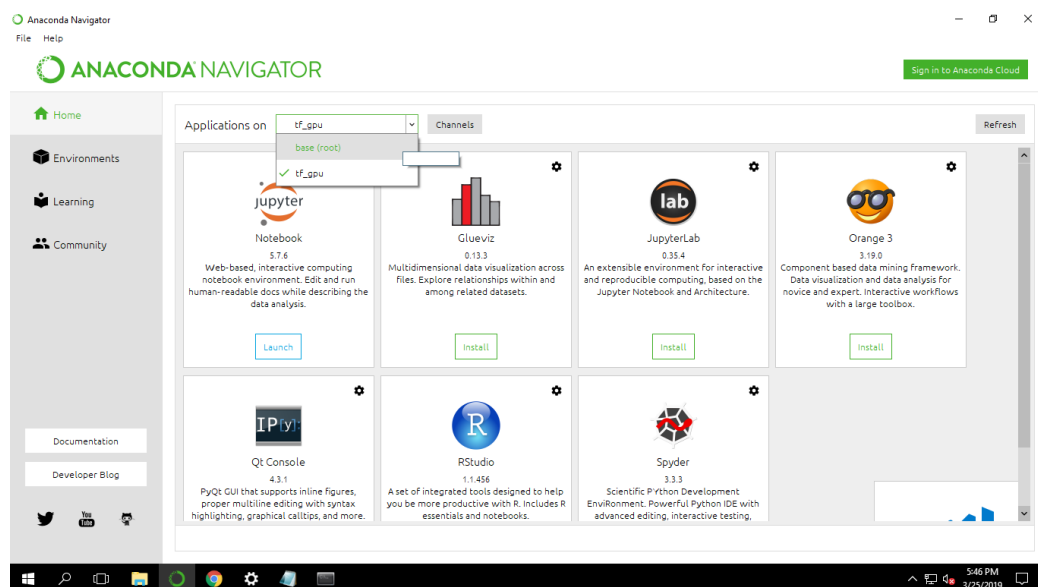 Anaconda Navigator
File Help
ANACONDA NAVIGATOR
Sign in to Anaconda Cloud
Home
Environments
Learning
Community
Documentation
Developer Blog
You
Tube
Applications on
tf_gpu
Channels
Refresh
base (root)
tf_gpu
jupyter
Notebook
5.7.6
Web-based, interactive computing
notebook environment. Edit and run
human-readable docs while describing the
data analysis.
Launch
Glueviz
0.13.3
Multidimensional data visualization across
files. Explore relationships within and
among related datasets.
Install
lab
JupyterLab
0.35.4
An extensible environment for interactive
and reproducible computing, based on the
Jupyter Notebook and Architecture.
Install
Orange 3
3.19.0
Component based data mining framework.
Data visualization and data analysis for
novice and expert. Interactive workflows
with a large toolbox.
Install
IP[y]:
Qt Console
4.3.1
PyQt GUI that supports inline figures,
proper multiline editing with syntax
highlighting, graphical calltips, and more.
R
RStudio
1.1.456
A set of integrated tools designed to help
you be more productive with R. Includes R
essentials and notebooks.
Spyder
3.3.3
Scientific PYthon Development
EnviRonment. Powerful Python IDE with
advanced editing, interactive testing,
5:46 PM
3/25/2019